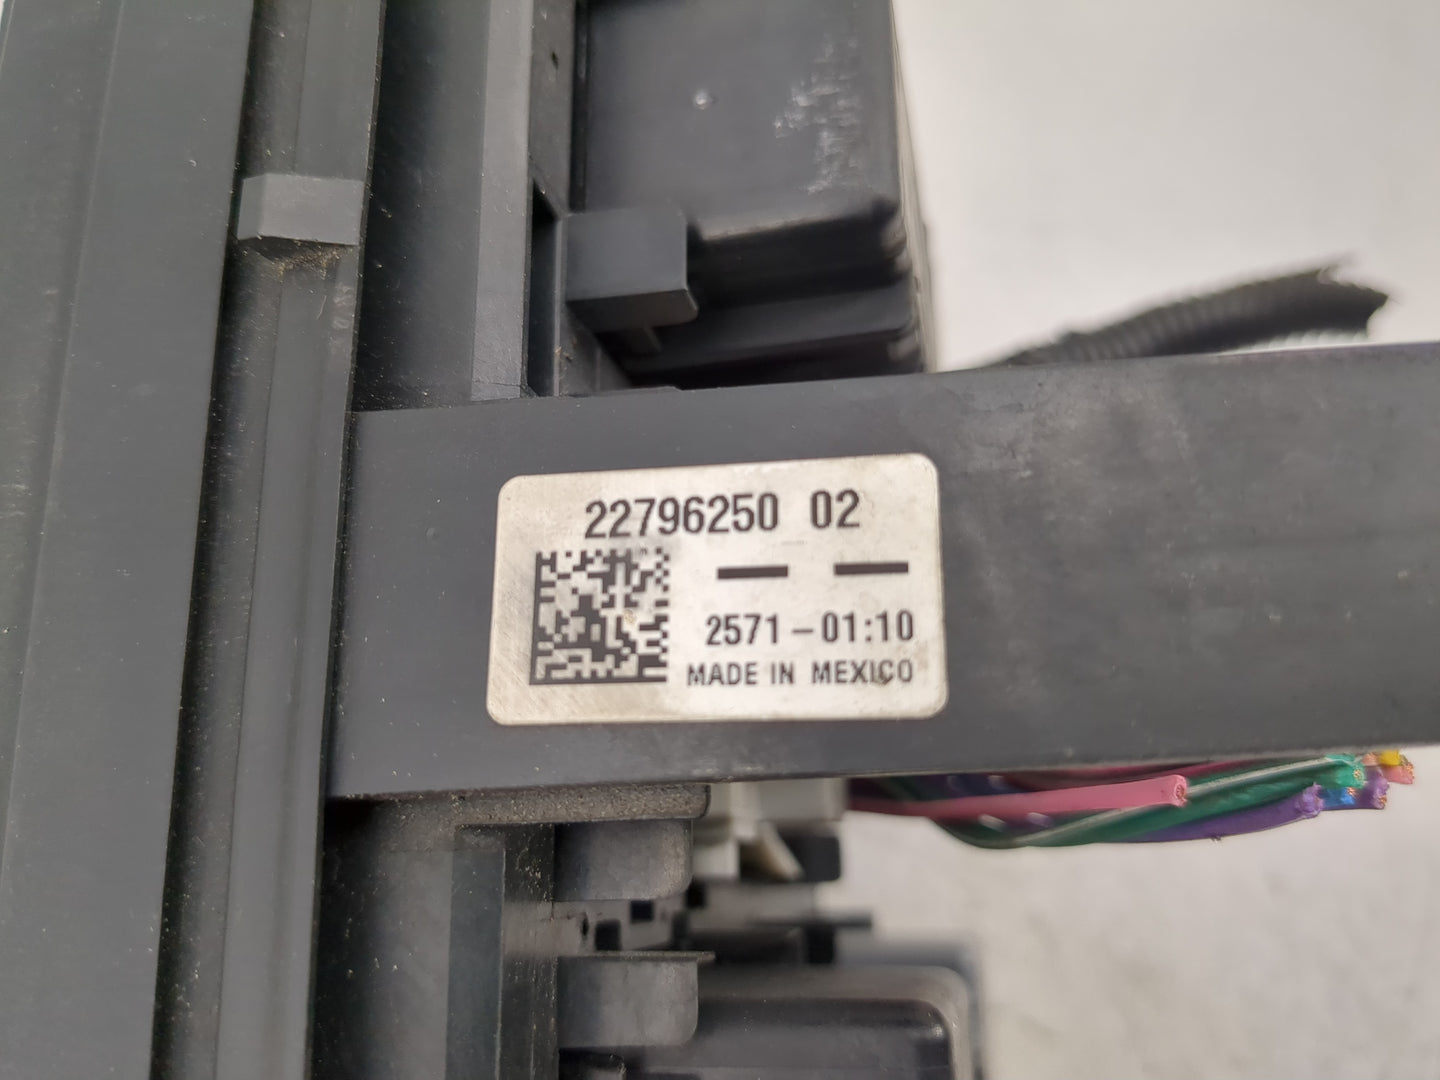 22796250 02
— —
2571-01:10
MADE IN MEXICO